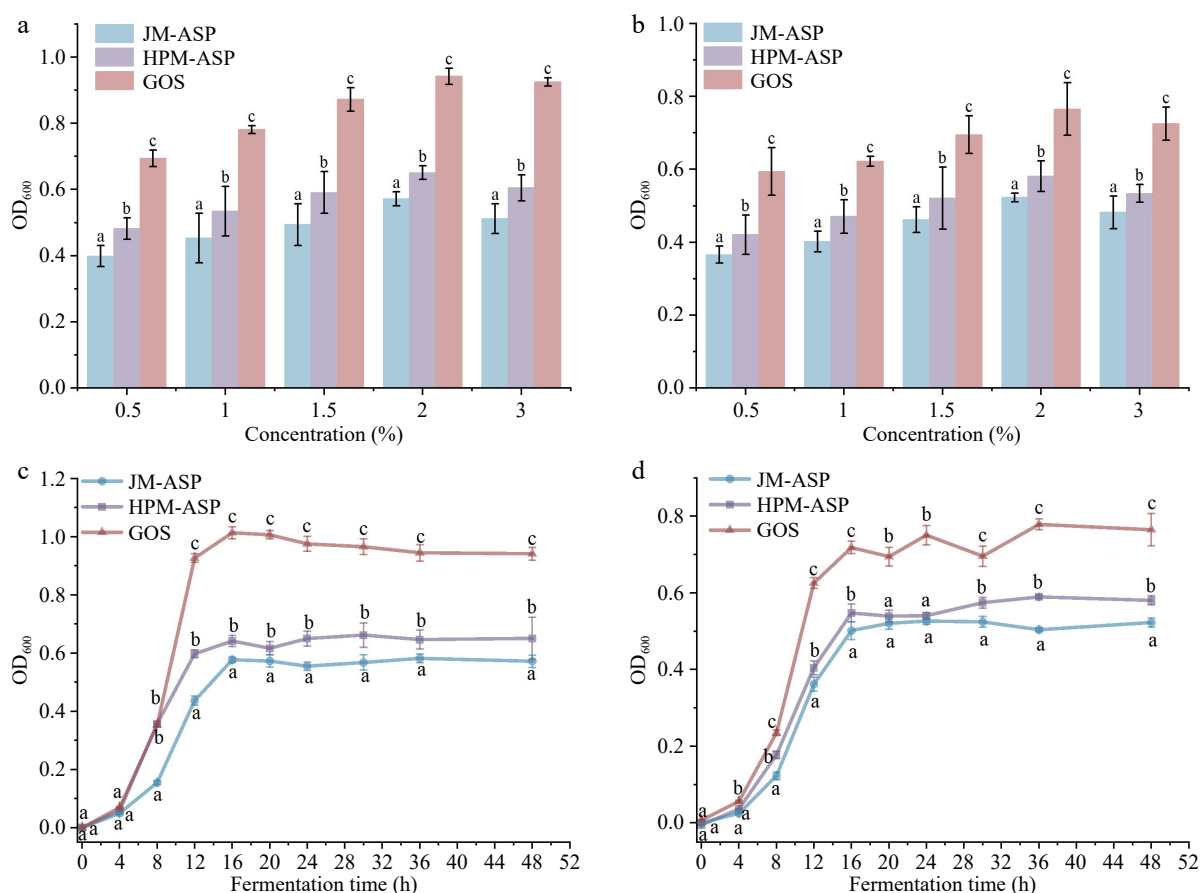 a
JM-ASP
HPM-ASP
GOS
OD600
1.0
0.8
0.6
0.4
0.2
0.0
a b c a b c a b c a b c a b c
0.5 1 1.5 2 3
Concentration (%)
b
JM-ASP
HPM-ASP
GOS
OD600
1.0
0.8
0.6
0.4
0.2
0.0
a b c a b c a b c a b c a b c
0.5 1 1.5 2 3
Concentration (%)
c
JM-ASP
HPM-ASP
GOS
OD600
1.2
1.0
0.8
0.6
0.4
0.2
0.0
c c c c c c c
b b b b b b b b b
a a a a a a a a a a a a a
0 4 8 12 16 20 24 28 32 36 40 44 48 52
Fermentation time (h)
d
JM-ASP
HPM-ASP
GOS
OD600
0.8
0.6
0.4
0.2
0.0
a b c c c b b c c c
a a b b b a a b b b
a a a a a a a a a a
0 4 8 12 16 20 24 28 32 36 40 44 48 52
Fermentation time (h)